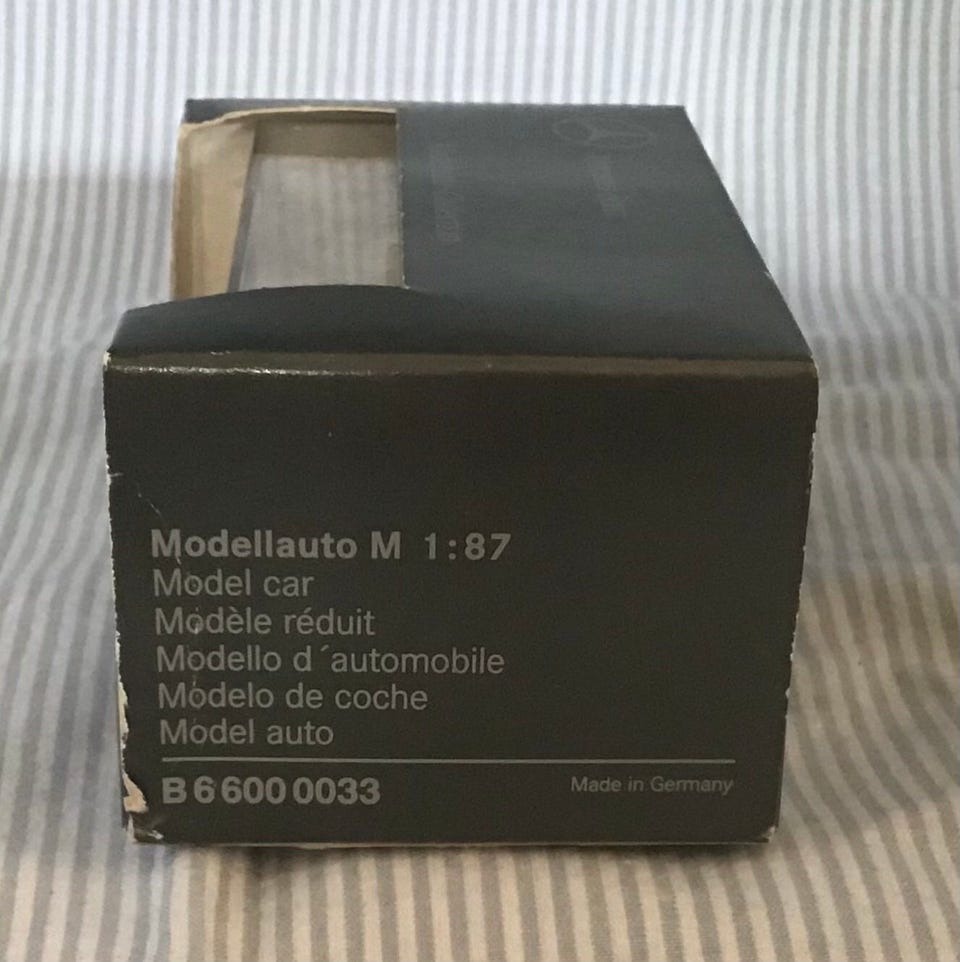 Modellauto M 1:87
Model car
Modèle réduit
Modello d´automobile
Modelo de coche
Model auto
B6 600 0033
Made in Germany